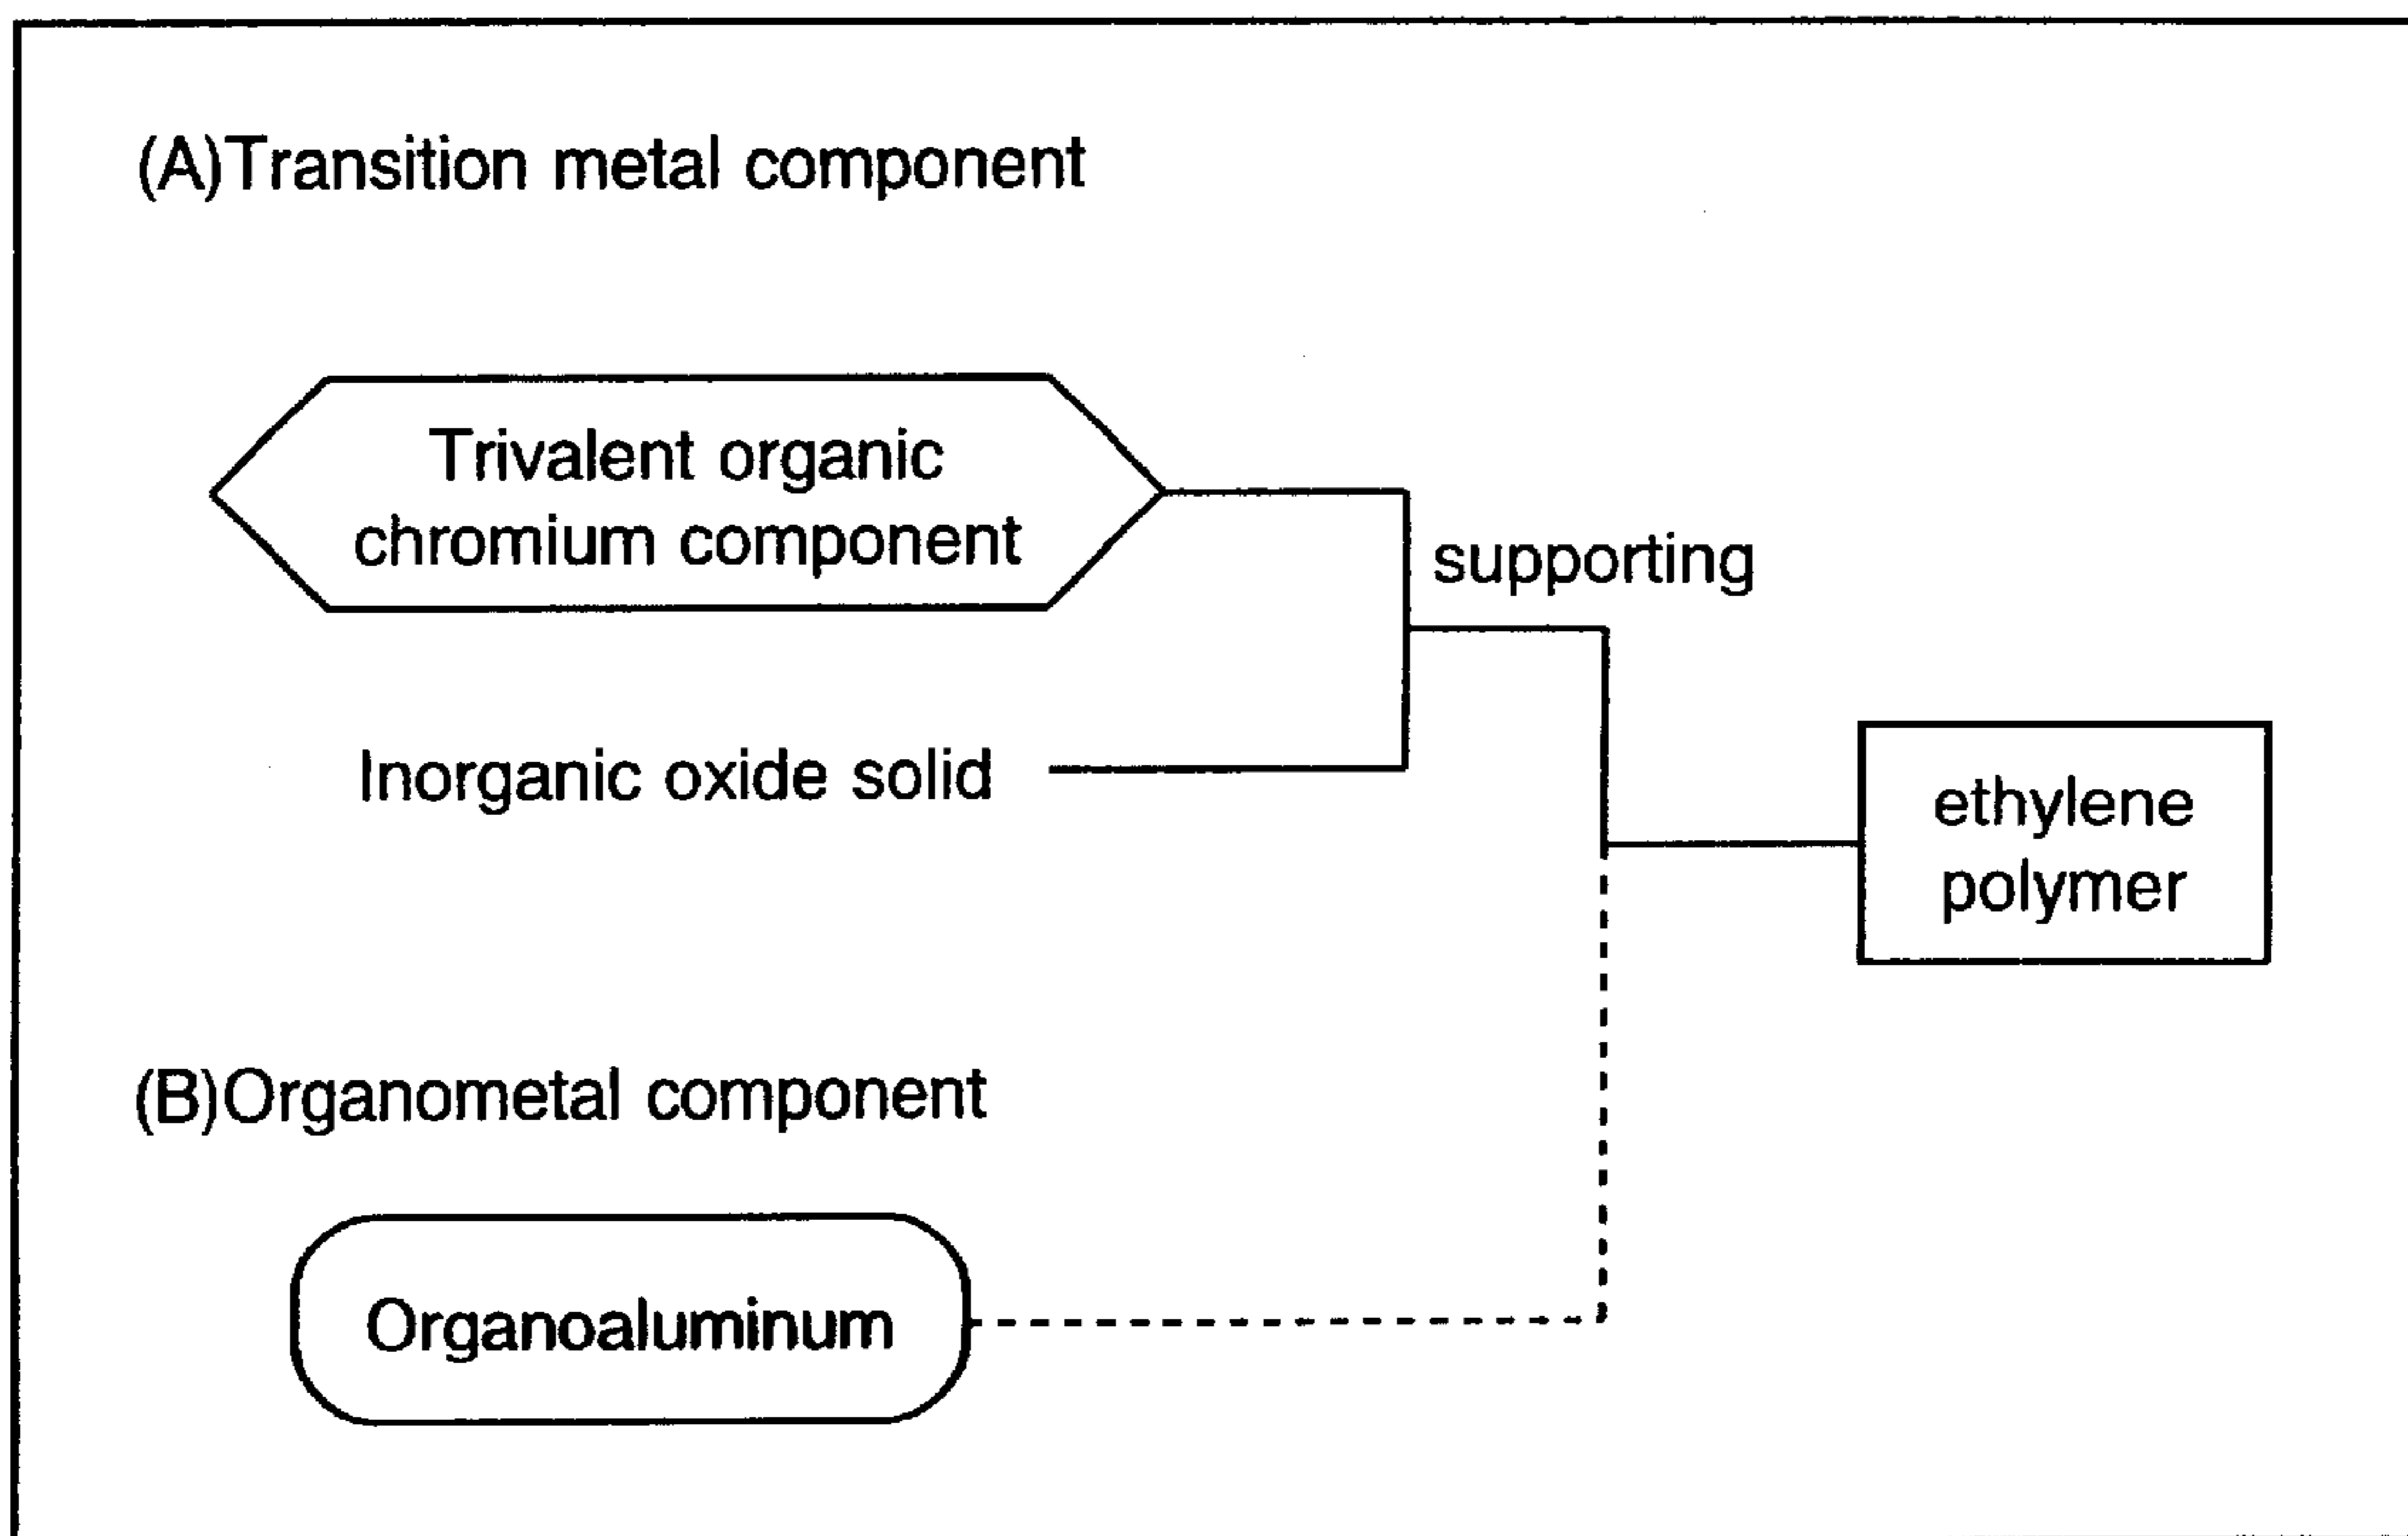 (A)Transition metal component
Trivalent organic
chromium component
supporting
Inorganic oxide solid
ethylene
polymer
(B)Organometal component
Organoaluminum